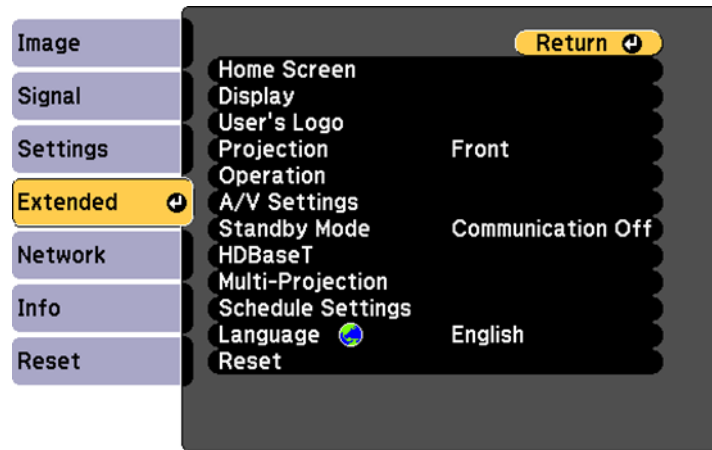 Image
Signal
Settings
Extended
Network
Info
Reset
Return
Home Screen
Display
User's Logo
Projection Front
Operation
A/V Settings
Standby Mode Communication Off
HDBaseT
Multi-Projection
Schedule Settings
Language English
Reset